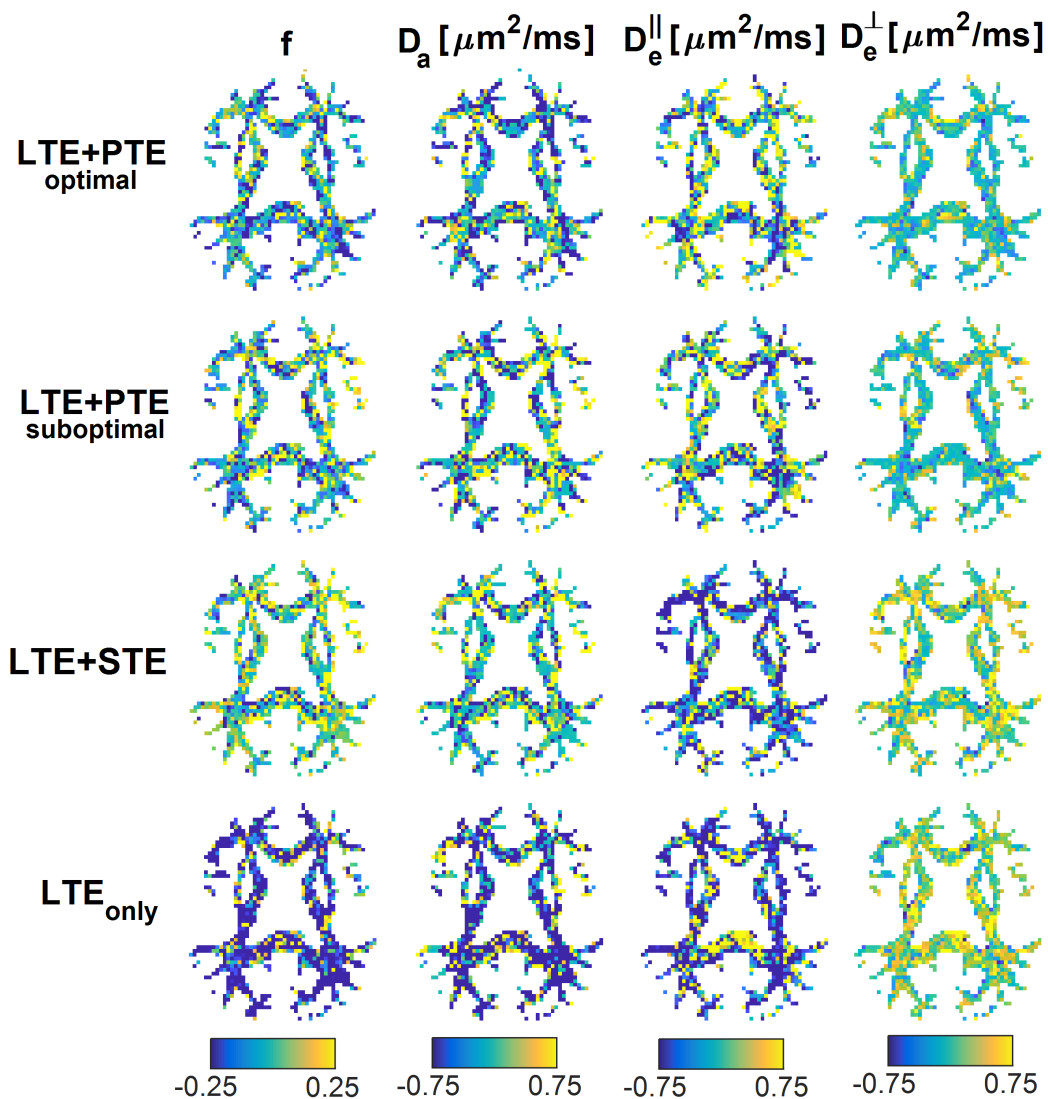 f D_a [μm²/ms] D_e^∥ [μm²/ms] D_e^⊥ [μm²/ms]
LTE+PTE
optimal
LTE+PTE
suboptimal
LTE+STE
LTE_only
-0.25 0.25 -0.75 0.75 -0.75 0.75 -0.75 0.75